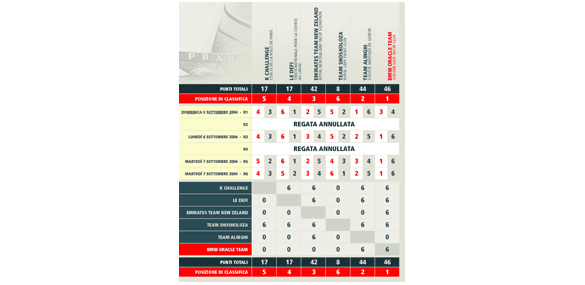 PRADA
K CHALLENGE
LE DEFI
EMIRATES TEAM NEW ZELAND
TEAM SHOSHOLOZA
TEAM ALINGHI
BMW ORACLE TEAM
PUNTI TOTALI 17 17 42 8 44 46
POSIZIONE DI CLASSIFICA 5 4 3 6 2 1
DOMENICA 5 SETTEMBRE 2004 - R1 4 3 6 1 2 5 5 2 1 6 3 4
R2 REGATA ANNULLATA
LUNEDÌ 6 SETTEMBRE 2004 - R3 4 3 6 1 3 4 5 2 2 5 1 6
R4 REGATA ANNULLATA
MARTEDÌ 7 SETTEMBRE 2004 - R5 5 2 6 1 2 5 4 3 3 4 1 6
MARTEDÌ 7 SETTEMBRE 2004 - R6 4 3 5 2 3 4 6 1 2 5 1 6
K CHALLENGE 6 6 0 6 6
LE DEFI 0 6 0 6 6
EMIRATES TEAM NEW ZELAND 0 0 0 6 6
TEAM SHOSHOLOZA 6 6 6 6 6
TEAM ALINGHI 0 0 0 0 0
BMW ORACLE TEAM 0 0 0 0 6 6
PUNTI TOTALI 17 17 42 8 44 46
POSIZIONE DI CLASSIFICA 5 4 3 6 2 1